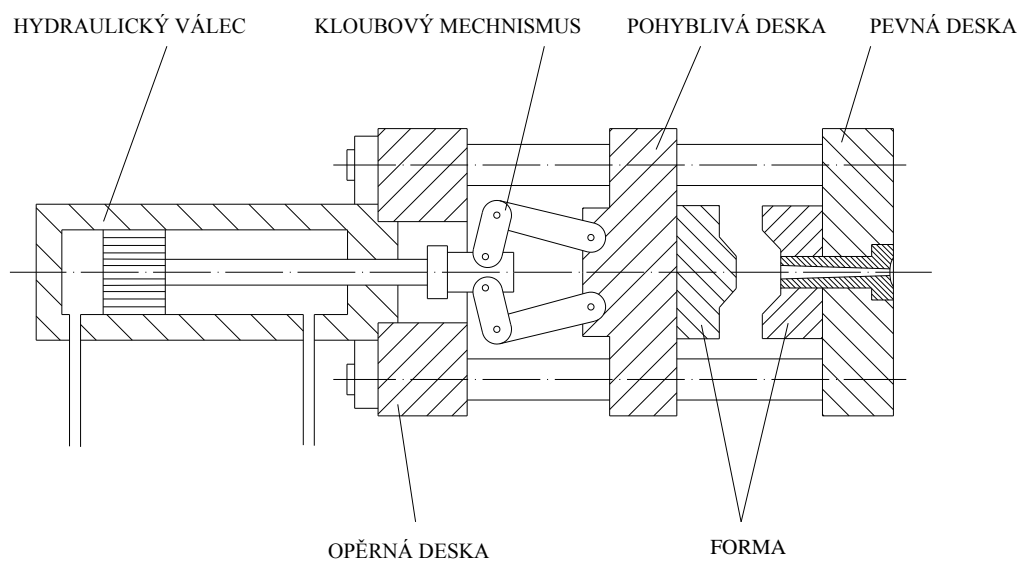 HYDRAULICKÝ VÁLEC
KLOUBOVÝ MECHNISMUS
POHYBLIVÁ DESKA
PEVNÁ DESKA
OPĚRNÁ DESKA
FORMA